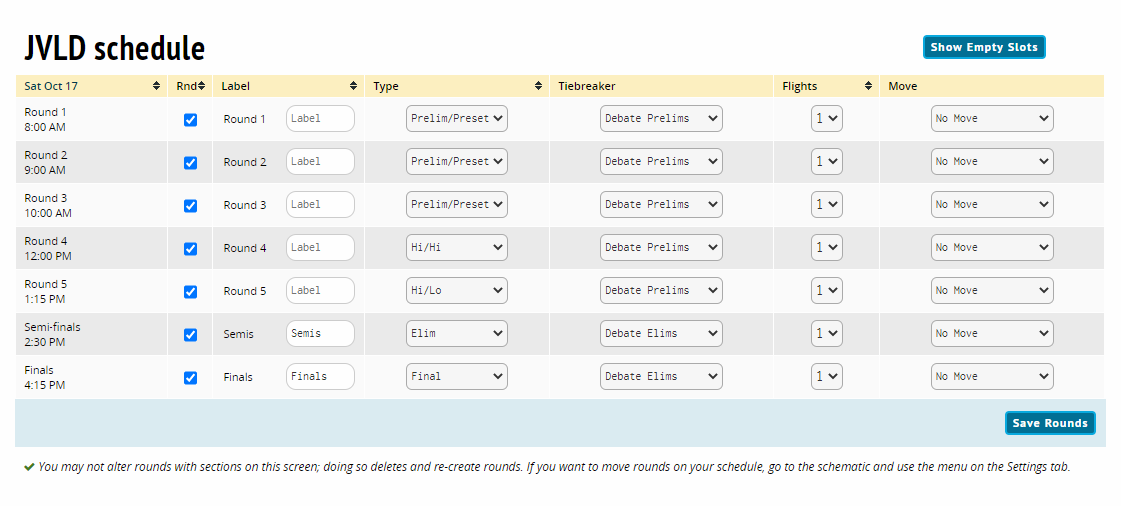 JVLD schedule
Show Empty Slots
Sat Oct 17 Rnd Label Type Tiebreaker Flights Move
Round 1
8:00 AM
Round 1 Label Prelim/Preset Debate Prelims 1 No Move
Round 2
9:00 AM
Round 2 Label Prelim/Preset Debate Prelims 1 No Move
Round 3
10:00 AM
Round 3 Label Prelim/Preset Debate Prelims 1 No Move
Round 4
12:00 PM
Round 4 Label Hi/Hi Debate Prelims 1 No Move
Round 5
1:15 PM
Round 5 Label Hi/Lo Debate Prelims 1 No Move
Semi-finals
2:30 PM
Semis Semis Elim Debate Elims 1 No Move
Finals
4:15 PM
Finals Finals Final Debate Elims 1 No Move
Save Rounds
You may not alter rounds with sections on this screen; doing so deletes and re-create rounds. If you want to move rounds on your schedule, go to the schematic and use the menu on the Settings tab.